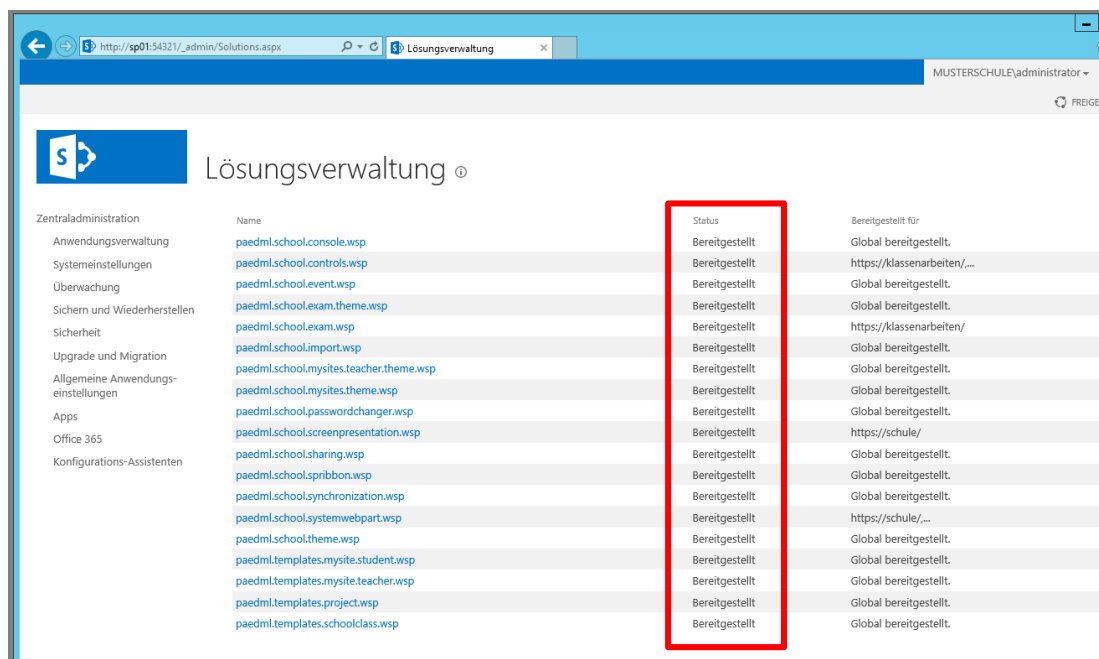 http://sp01:54321/_admin/Solutions.aspx
Lösungsverwaltung
MUSTERSCHULE\administrator
FREIGE
S
Lösungsverwaltung
Zentraladministration
Anwendungsverwaltung
Systemeinstellungen
Überwachung
Sichern und Wiederherstellen
Sicherheit
Upgrade und Migration
Allgemeine Anwendungs-
einstellungen
Apps
Office 365
Konfigurations-Assistenten
Name Status Bereitgestellt für
paedml.school.console.wsp Bereitgestellt Global bereitgestellt.
paedml.school.controls.wsp Bereitgestellt https://klassenarbeiten/,...
paedml.school.event.wsp Bereitgestellt Global bereitgestellt.
paedml.school.exam.theme.wsp Bereitgestellt Global bereitgestellt.
paedml.school.exam.wsp Bereitgestellt https://klassenarbeiten/
paedml.school.import.wsp Bereitgestellt Global bereitgestellt.
paedml.school.mysites.teacher.theme.wsp Bereitgestellt Global bereitgestellt.
paedml.school.mysites.theme.wsp Bereitgestellt Global bereitgestellt.
paedml.school.passwordchanger.wsp Bereitgestellt Global bereitgestellt.
paedml.school.screenpresentation.wsp Bereitgestellt https://schule/
paedml.school.sharing.wsp Bereitgestellt Global bereitgestellt.
paedml.school.spribbon.wsp Bereitgestellt Global bereitgestellt.
paedml.school.synchronization.wsp Bereitgestellt Global bereitgestellt.
paedml.school.systemwebpart.wsp Bereitgestellt https://schule/,...
paedml.school.theme.wsp Bereitgestellt Global bereitgestellt.
paedml.templates.mysite.student.wsp Bereitgestellt Global bereitgestellt.
paedml.templates.mysite.teacher.wsp Bereitgestellt Global bereitgestellt.
paedml.templates.project.wsp Bereitgestellt Global bereitgestellt.
paedml.templates.schoolclass.wsp Bereitgestellt Global bereitgestellt.